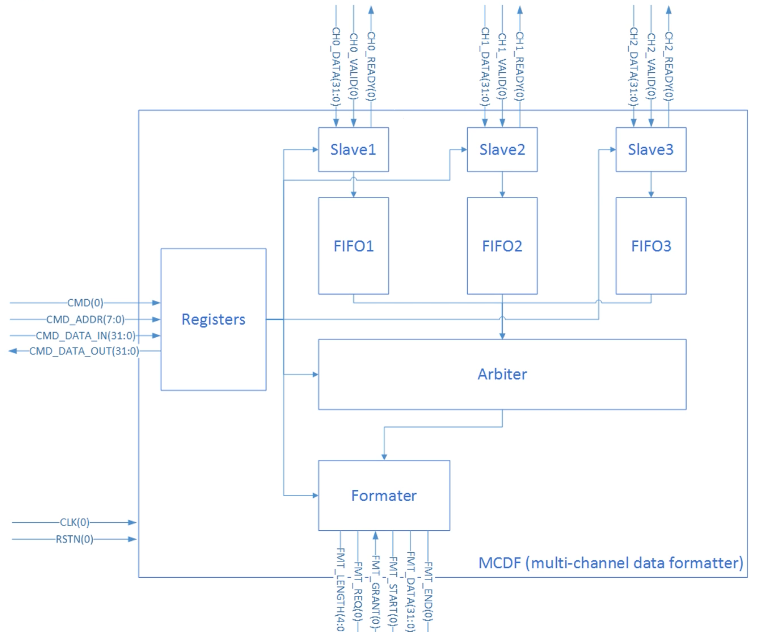 CH0_DATA(31:0)
CH0_VALID(0)
CH0_READY(0)
CH1_DATA(31:0)
CH1_VALID(0)
CH1_READY(0)
CH2_DATA(31:0)
CH2_VALID(0)
CH2_READY(0)
Slave1
Slave2
Slave3
FIFO1
FIFO2
FIFO3
Registers
CMD(0)
CMD_ADDR(7:0)
CMD_DATA_IN(31:0)
CMD_DATA_OUT(31:0)
Arbiter
Formater
CLK(0)
RSTN(0)
FMT_LENGTH(4:0
FMT_REQ(0)
FMT_GRANT(0)
FMT_START(0)
FMT_DATA(31:0)
FMT_END(0)
MCDF (multi-channel data formatter)